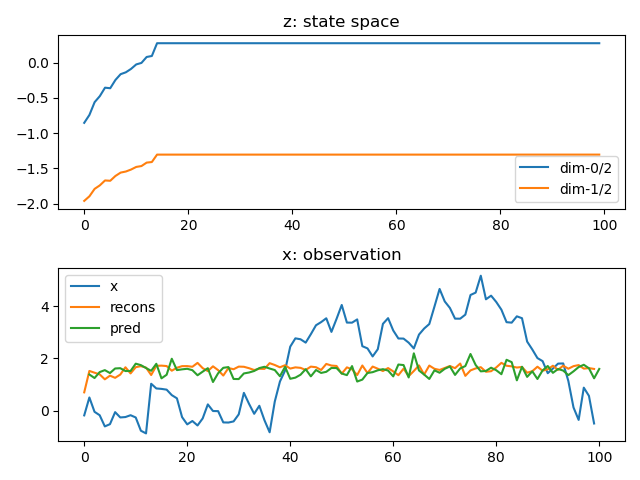 z: state space
0.0
−0.5
−1.0
−1.5
−2.0
dim-0/2
dim-1/2
0 20 40 60 80 100
x: observation
x
recons
pred
4
2
0
0 20 40 60 80 100